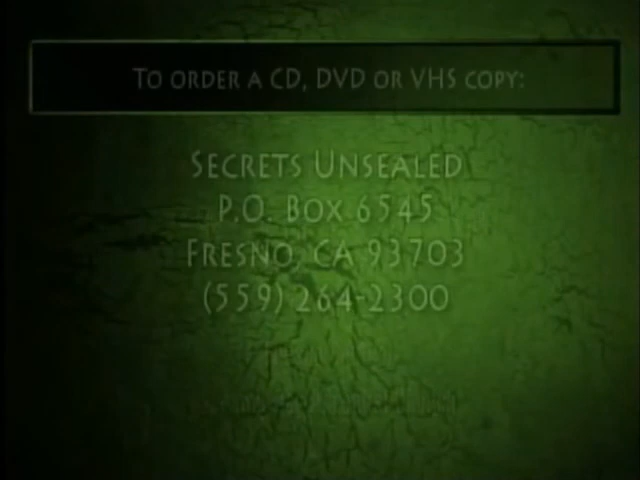 To order a CD, DVD or VHS copy:
Secrets Unsealed
P.O. Box 6545
Fresno, CA 93703
(559) 264-2300